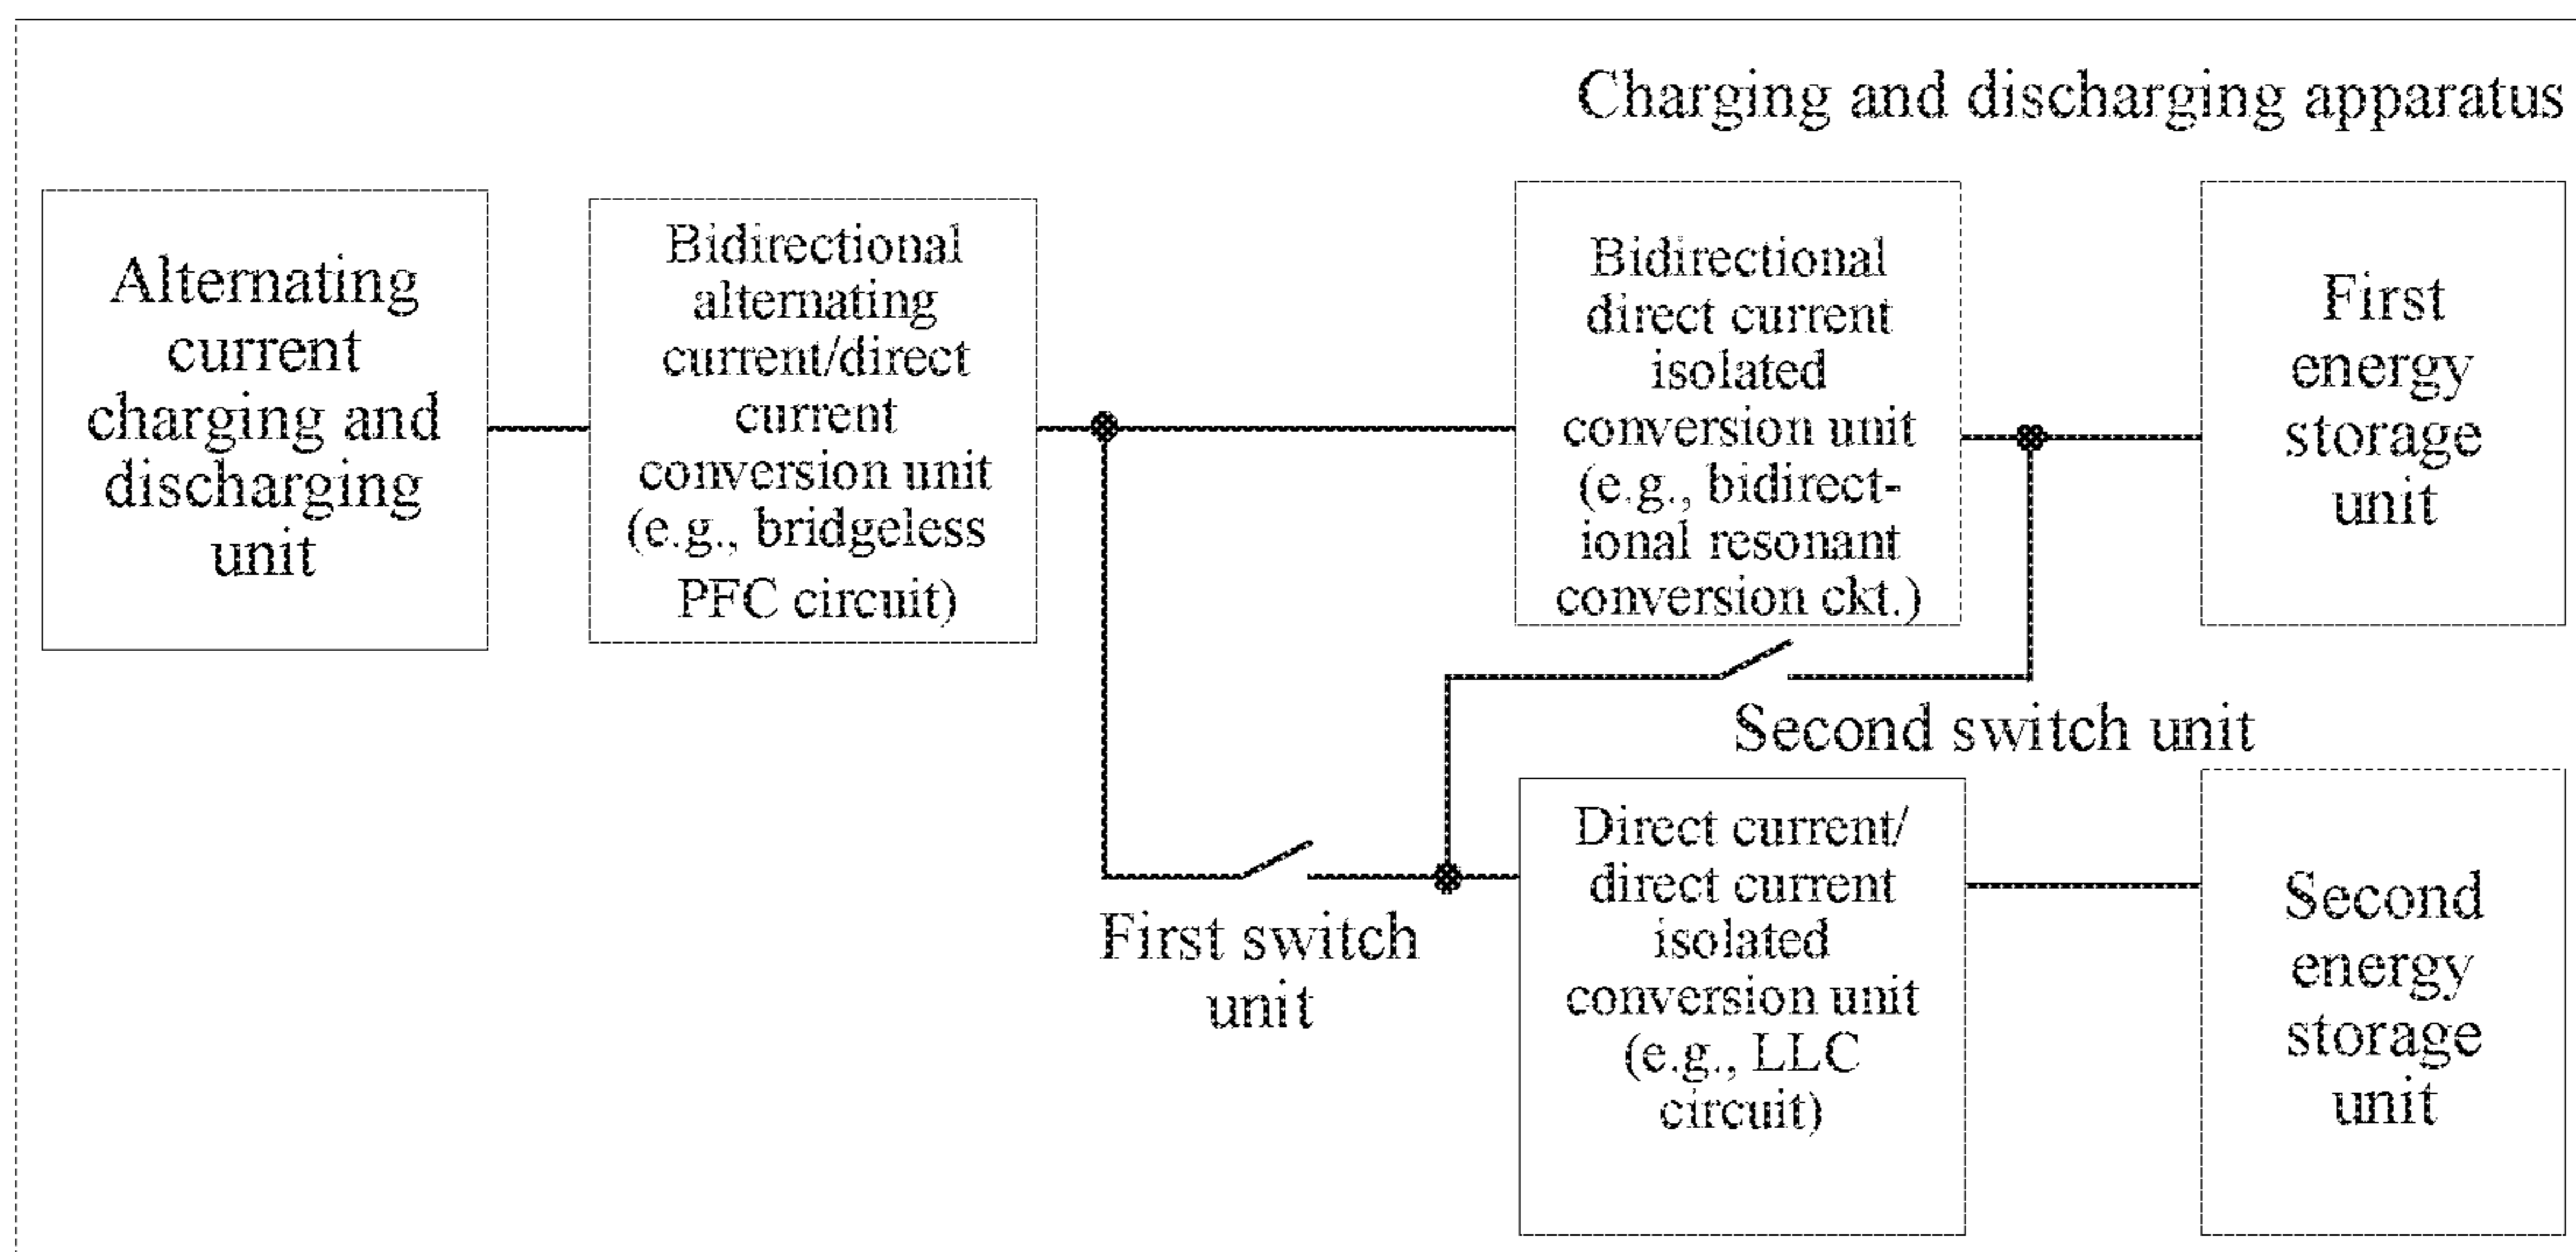 Charging and discharging apparatus
Alternating
current
charging and
discharging
unit
Bidirectional
alternating
current/direct
current
conversion unit
(e.g., bridgeless
PFC circuit)
Bidirectional
direct current
isolated
conversion unit
(e.g., bidirect-
ional resonant
conversion ckt.)
First
energy
storage
unit
Second switch unit
First switch
unit
Direct current/
direct current
isolated
conversion unit
(e.g., LLC
circuit)
Second
energy
storage
unit